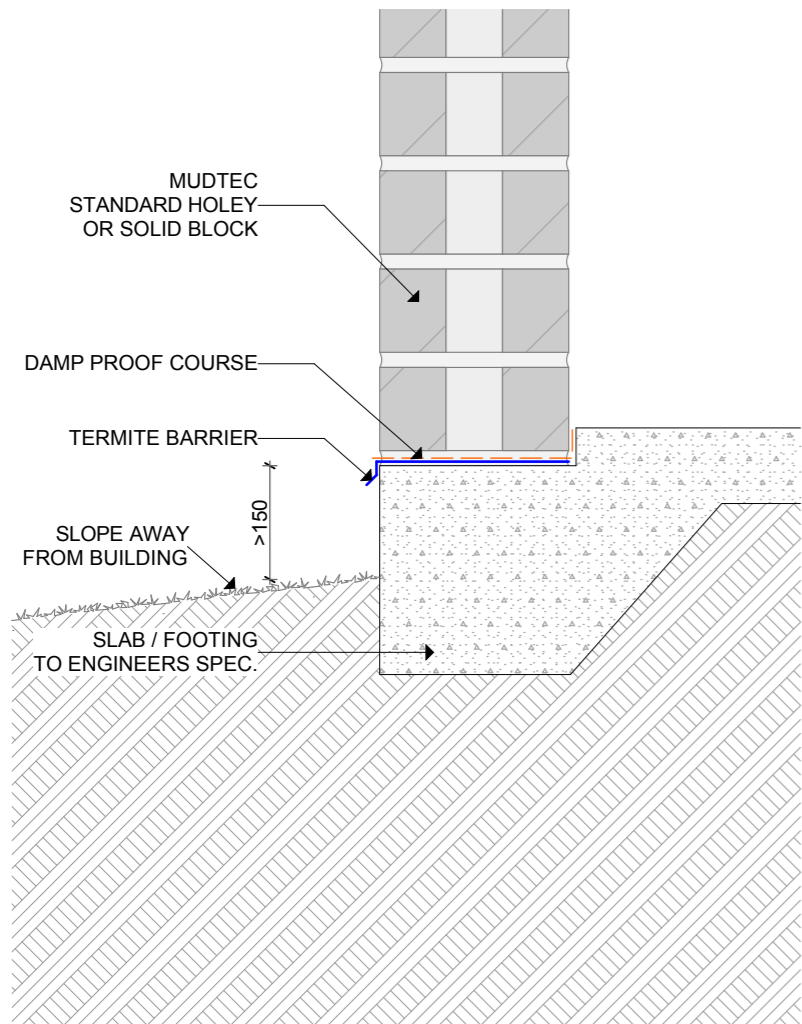 MUDTEC
STANDARD HOLEY
OR SOLID BLOCK
DAMP PROOF COURSE
TERMITE BARRIER
>150
SLOPE AWAY
FROM BUILDING
SLAB / FOOTING
TO ENGINEERS SPEC.